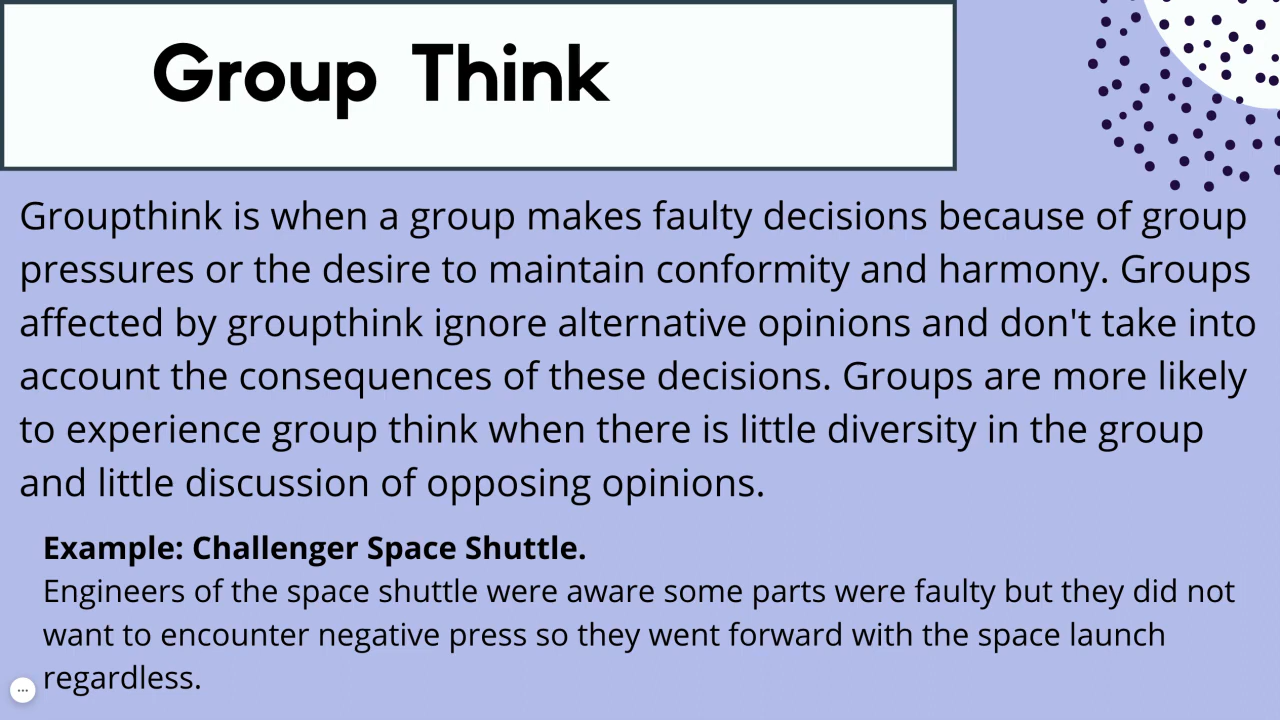 Group Think
Groupthink is when a group makes faulty decisions because of group
pressures or the desire to maintain conformity and harmony. Groups
affected by groupthink ignore alternative opinions and don't take into
account the consequences of these decisions. Groups are more likely
to experience group think when there is little diversity in the group
and little discussion of opposing opinions.
Example: Challenger Space Shuttle.
Engineers of the space shuttle were aware some parts were faulty but they did not
want to encounter negative press so they went forward with the space launch
regardless.